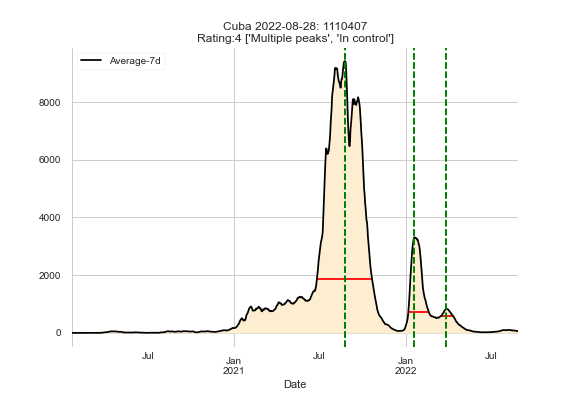 Cuba 2022-08-28: 1110407
Rating:4 ['Multiple peaks', 'In control']
Average-7d
8000
6000
4000
2000
0
Jul
Jan
2021
Jul
Jan
2022
Jul
Date